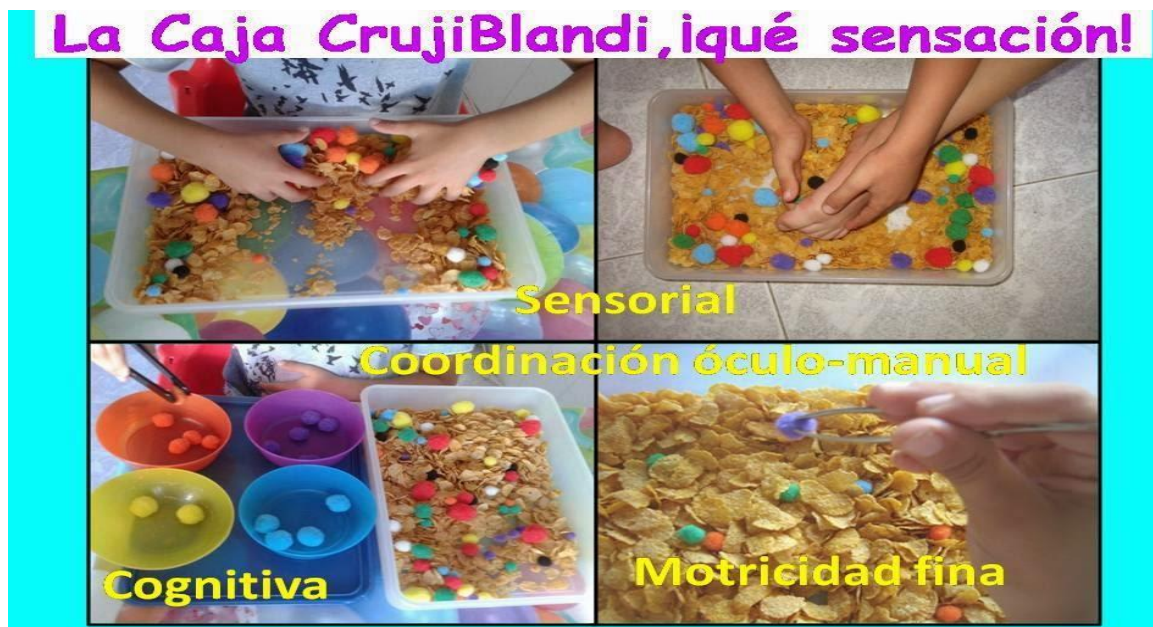 La Caja CrujiBlandi,¡qué sensación!
Sensorial
Coordinación óculo-manual
Cognitiva
Motricidad fina